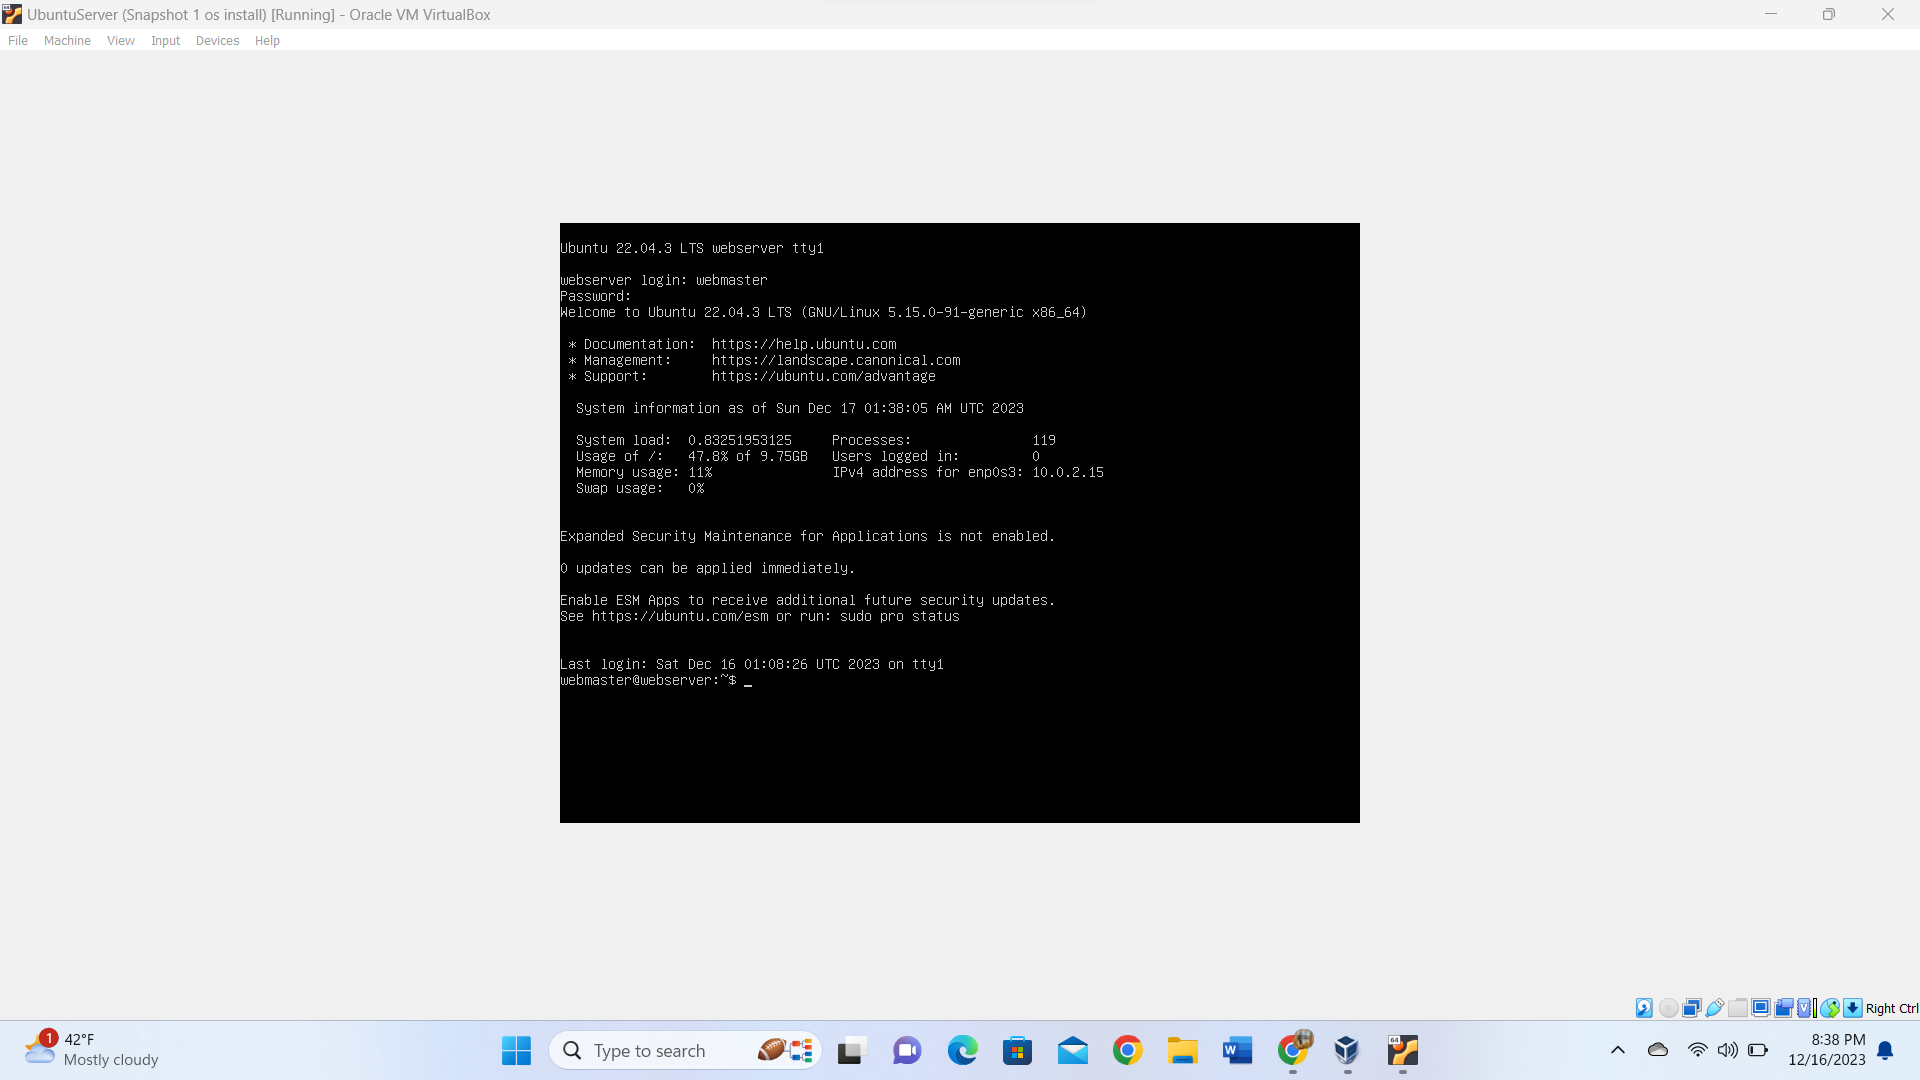 UbuntuServer (Snapshot 1 os install) [Running] - Oracle VM VirtualBox
File Machine View Input Devices Help
Ubuntu 22.04.3 LTS webserver tty1
webserver login: webmaster
Password:
Welcome to Ubuntu 22.04.3 LTS (GNU/Linux 5.15.0-91-generic x86_64)
* Documentation: https://help.ubuntu.com
* Management: https://landscape.canonical.com
* Support: https://ubuntu.com/advantage
System information as of Sun Dec 17 01:38:05 AM UTC 2023
System load: 0.83251953125 Processes: 119
Usage of /: 47.8% of 9.75GB Users logged in: 0
Memory usage: 11% IPv4 address for enp0s3: 10.0.2.15
Swap usage: 0%
Expanded Security Maintenance for Applications is not enabled.
0 updates can be applied immediately.
Enable ESM Apps to receive additional future security updates.
See https://ubuntu.com/esm or run: sudo pro status
Last login: Sat Dec 16 01:08:26 UTC 2023 on tty1
webmaster@webserver:~$ _
Right Ctrl
1
42°F
Mostly cloudy
Type to search
W
64
8:38 PM
12/16/2023